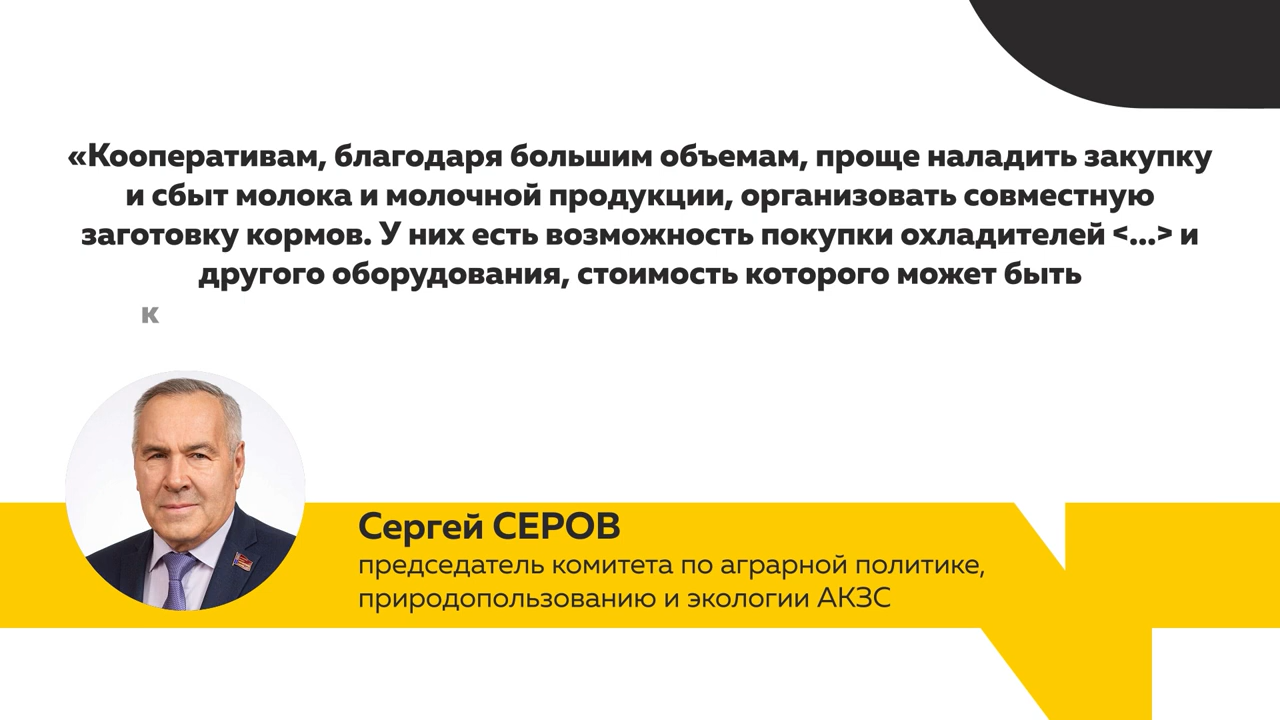 «Кооперативам, благодаря большим объемам, проще наладить закупку
и сбыт молока и молочной продукции, организовать совместную
заготовку кормов. У них есть возможность покупки охладителей <...> и
другого оборудования, стоимость которого может быть
к
Сергей СЕРОВ
председатель комитета по аграрной политике,
природопользованию и экологии АКЗС